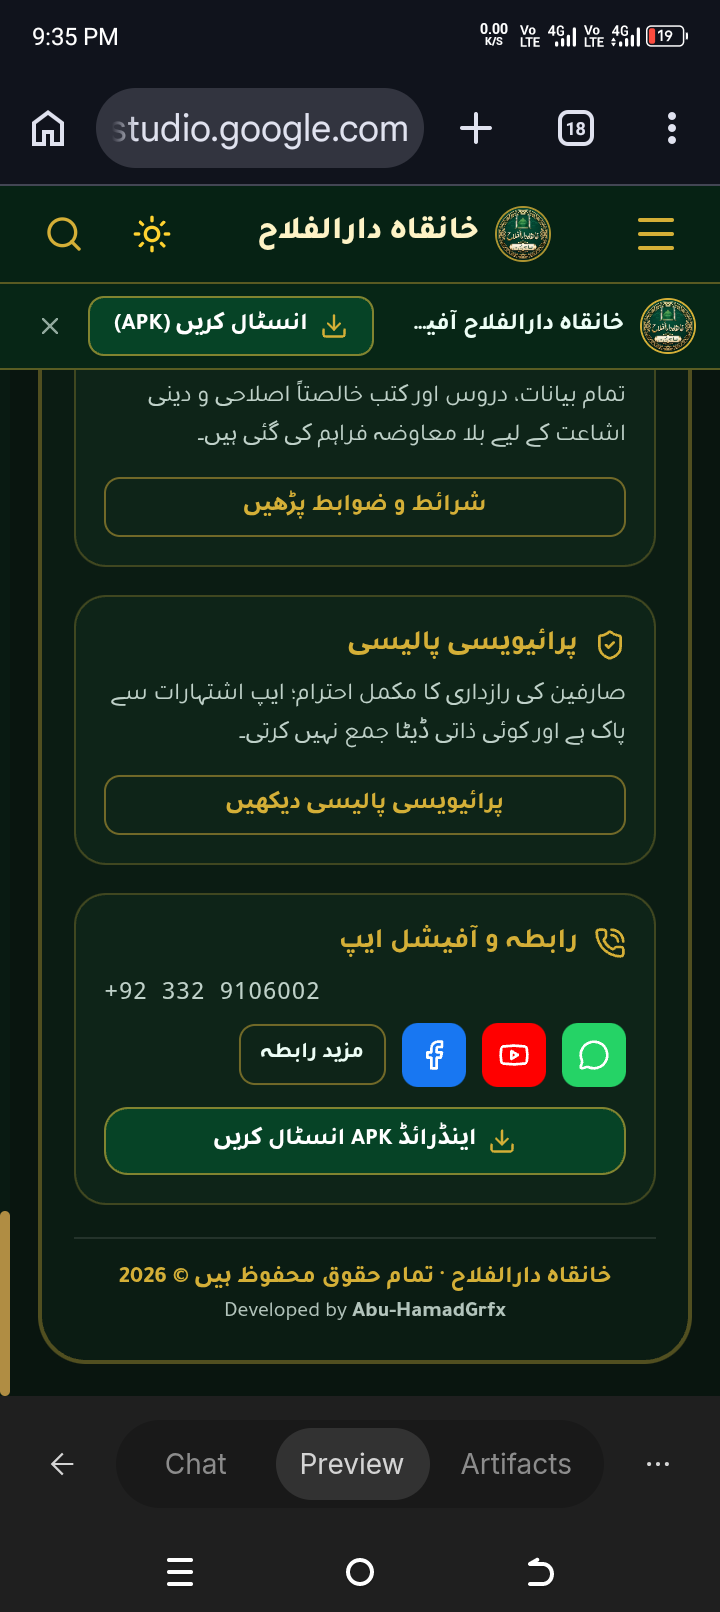 9:35 PM
0.00 K/S
Vo LTE 4G Vo LTE 4G 19
studio.google.com
18
خانقاہ دارالفلاح
خانقاہ دارالفلاح آفیـ...
انسٹال کریں (APK)
تمام بیانات، دروس اور کتب خالصتاً اصلاحی و دینی
اشاعت کے لیے بلا معاوضہ فراہم کی گئی ہیں۔
شرائط و ضوابط پڑھیں
پرائیویسی پالیسی
صارفین کی رازداری کا مکمل احترام؛ ایپ اشتہارات سے
پاک ہے اور کوئی ذاتی ڈیٹا جمع نہیں کرتی۔
پرائیویسی پالیسی دیکھیں
رابطہ و آفیشل ایپ
+92 332 9106002
مزید رابطہ
اینڈرائڈ APK انسٹال کریں
خانقاہ دارالفلاح · تمام حقوق محفوظ ہیں © 2026
Developed by Abu-HamadGrfx
Chat
Preview
Artifacts